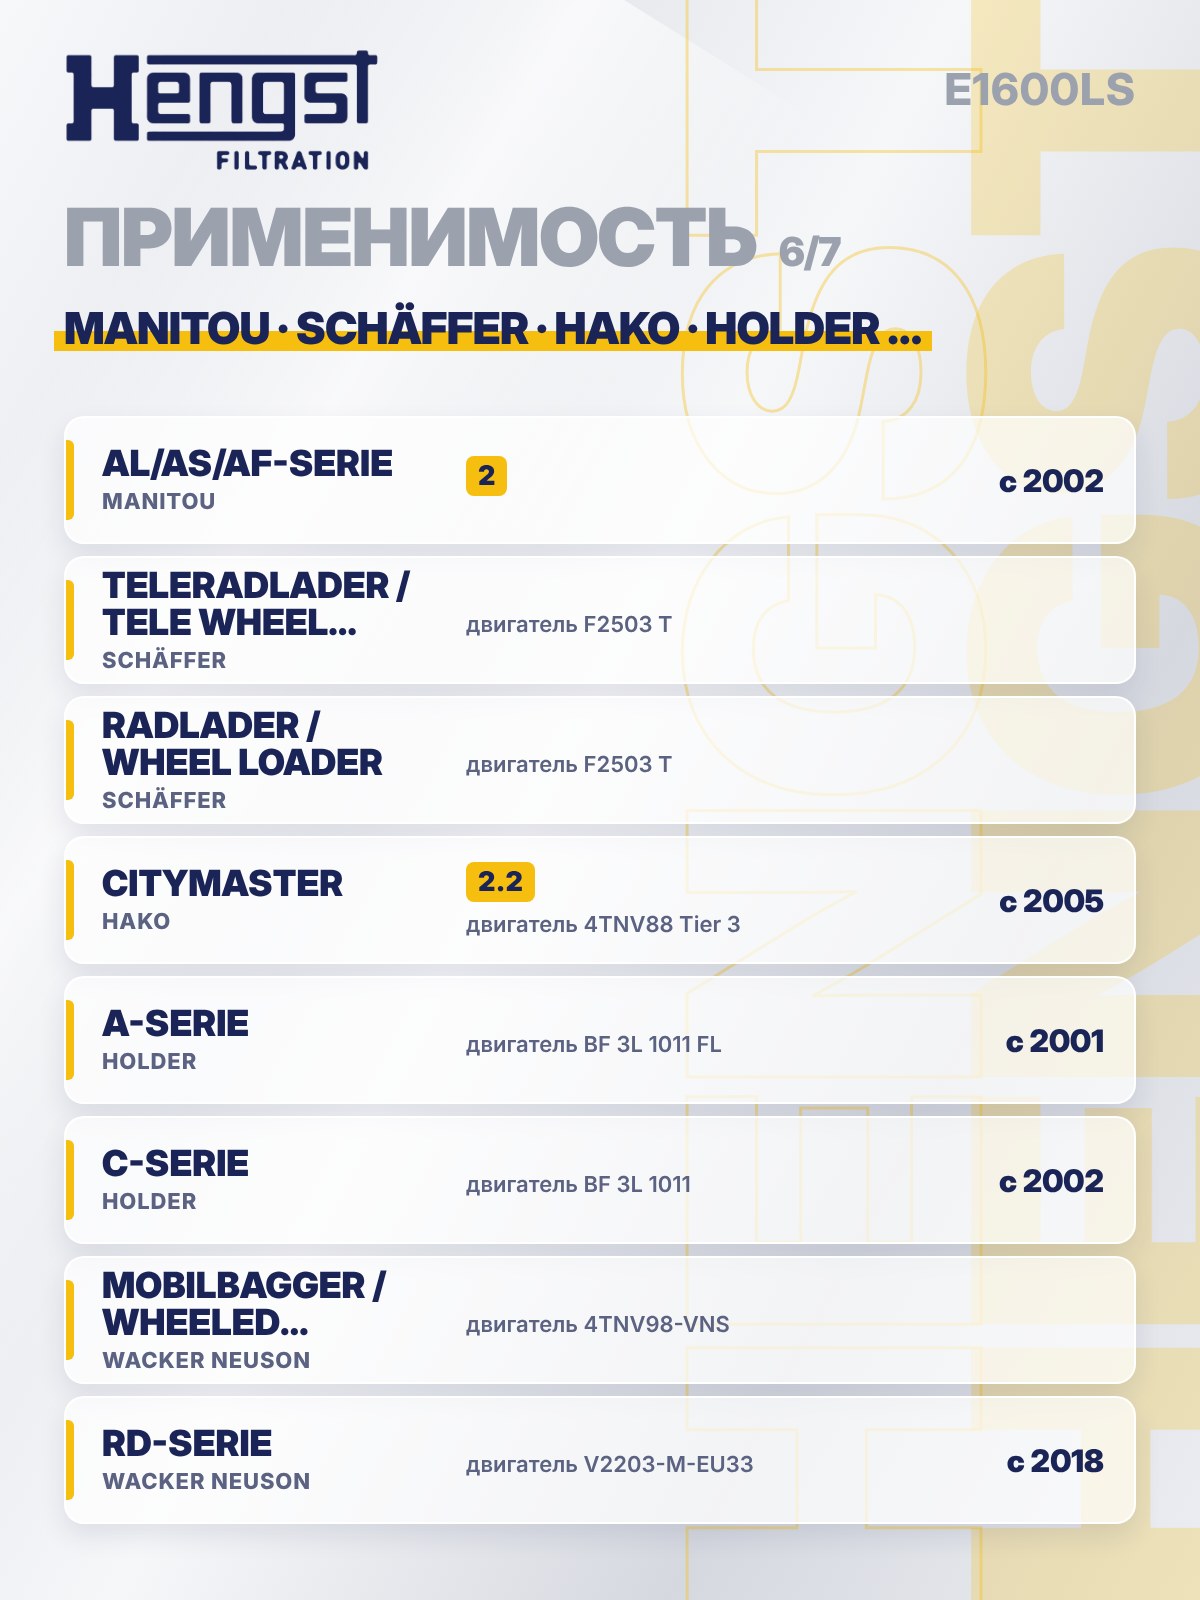 Hengst
FILTRATION
E1600LS
ПРИМЕНИМОСТЬ 6/7
MANITOU · SCHÄFFER · HAKO · HOLDER ...
AL/AS/AF-SERIE
MANITOU
2
с 2002
TELERADLADER /
TELE WHEEL...
SCHÄFFER
двигатель F2503 T
RADLADER /
WHEEL LOADER
SCHÄFFER
двигатель F2503 T
CITYMASTER
HAKO
2.2
двигатель 4TNV88 Tier 3
с 2005
A-SERIE
HOLDER
двигатель BF 3L 1011 FL
с 2001
C-SERIE
HOLDER
двигатель BF 3L 1011
с 2002
MOBILBAGGER /
WHEELED...
WACKER NEUSON
двигатель 4TNV98-VNS
RD-SERIE
WACKER NEUSON
двигатель V2203-M-EU33
с 2018
HENGST
HENGST